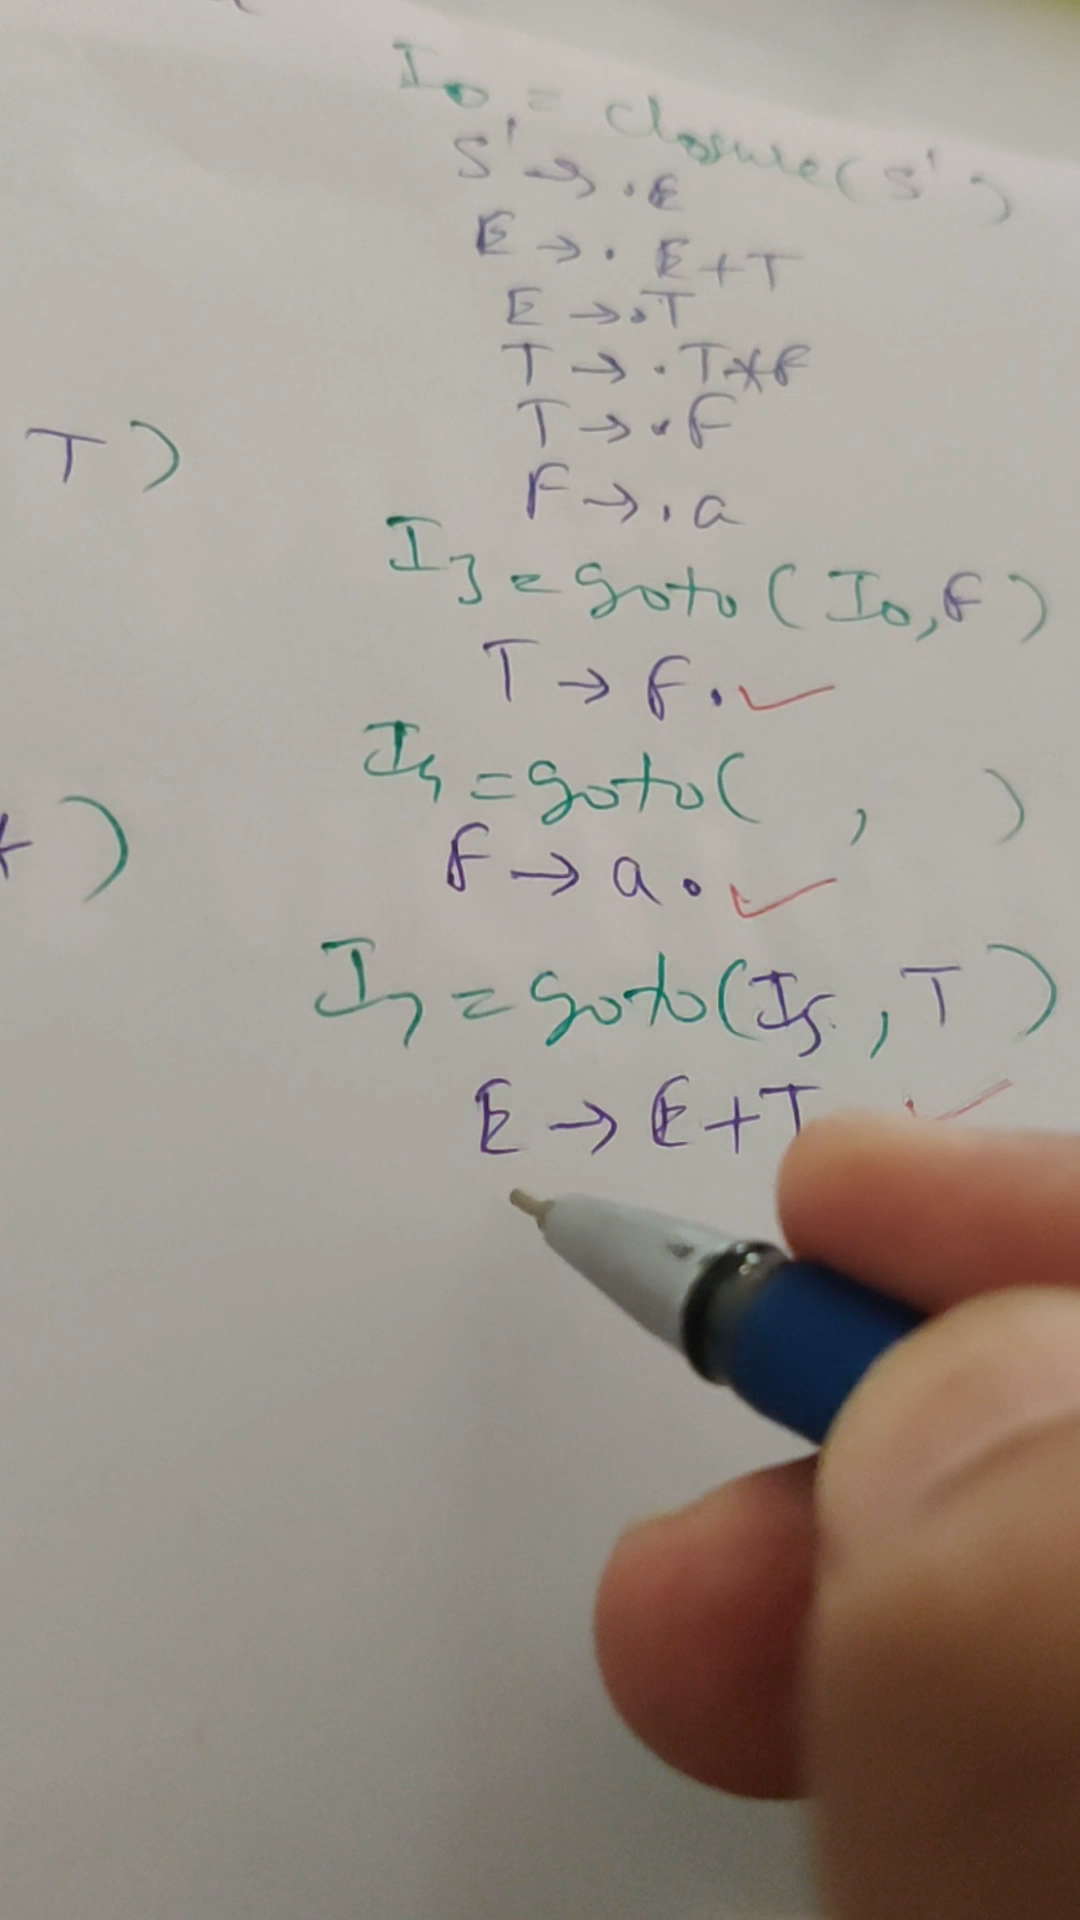 I0 = closure(S')
S' → .E
E → . E+T
E → .T
T → . T*F
T → .F
F → . a
T )
I3 = goto ( I0, F )
T → F . ✓
I4 = goto ( , )
)
F → a . ✓
I7 = goto (I5 , T )
E → E+T ✓